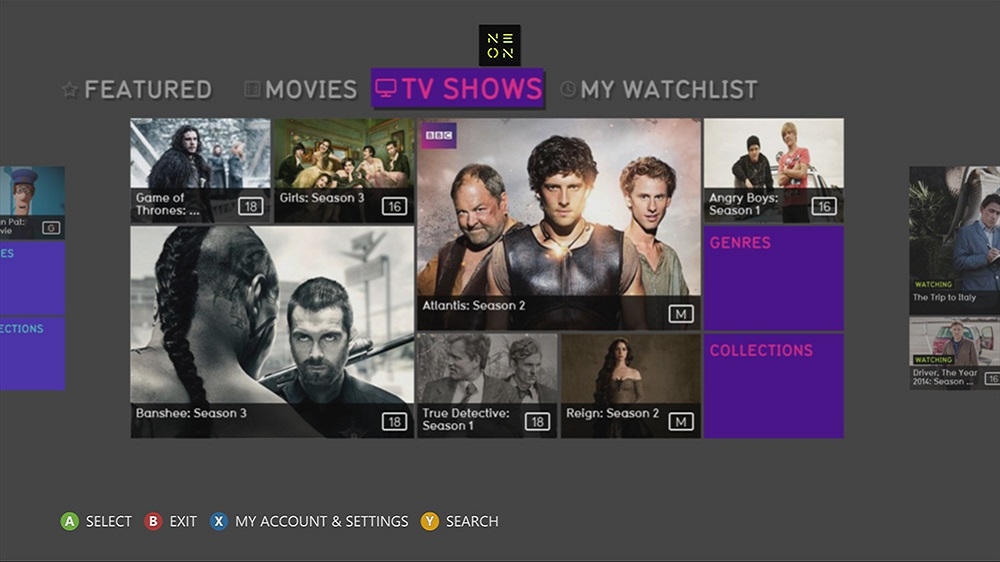 NE
ON
FEATURED
MOVIES
TV SHOWS
MY WATCHLIST
BBC
Game of
Thrones: ...
18
Girls: Season 3
16
Atlantis: Season 2
M
Angry Boys:
Season 1
16
GENRES
COLLECTIONS
Banshee: Season 3
18
True Detective:
Season 1
18
Reign: Season 2
M
n Pat:
vie
G
ES
ECTIONS
WATCHING
The Trip to Italy
WATCHING
Driver, The Year
2014: Season ...
16
A SELECT
B EXIT
X MY ACCOUNT & SETTINGS
Y SEARCH